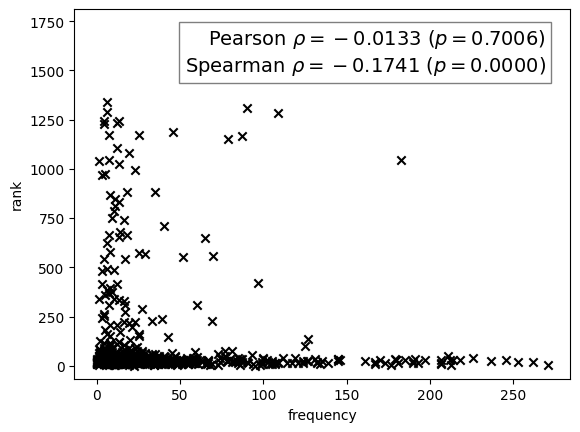 Pearson ρ = −0.0133 (p = 0.7006)
Spearman ρ = −0.1741 (p = 0.0000)
1750
1500
1250
1000
750
500
250
0
rank
0 50 100 150 200 250
frequency